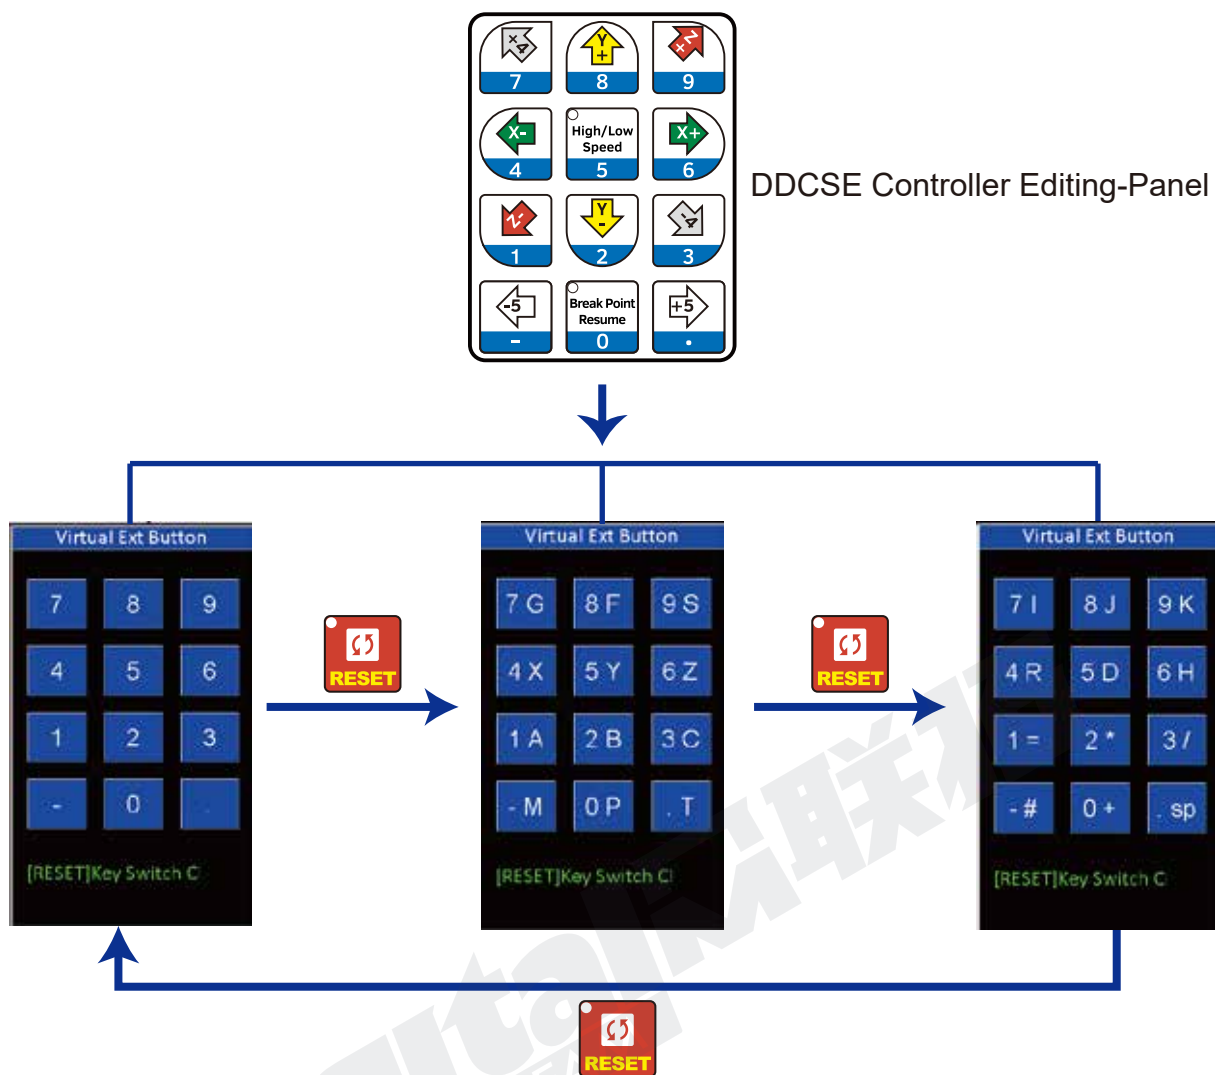 ×4 Y+ Z+
7 8 9
X- High/Low Speed X+
4 5 6
Z- Y- -4
1 2 3
-5 Break Point Resume +5
- 0 .
DDCSE Controller Editing-Panel
Virtual Ext Button
7 8 9
4 5 6
1 2 3
- 0 .
[RESET]Key Switch C
RESET
Virtual Ext Button
7 G 8 F 9 S
4 X 5 Y 6 Z
1 A 2 B 3 C
- M 0 P . T
[RESET]Key Switch C
RESET
Virtual Ext Button
7 I 8 J 9 K
4 R 5 D 6 H
1 = 2 * 3 /
- # 0 + . sp
[RESET]Key Switch C
RESET